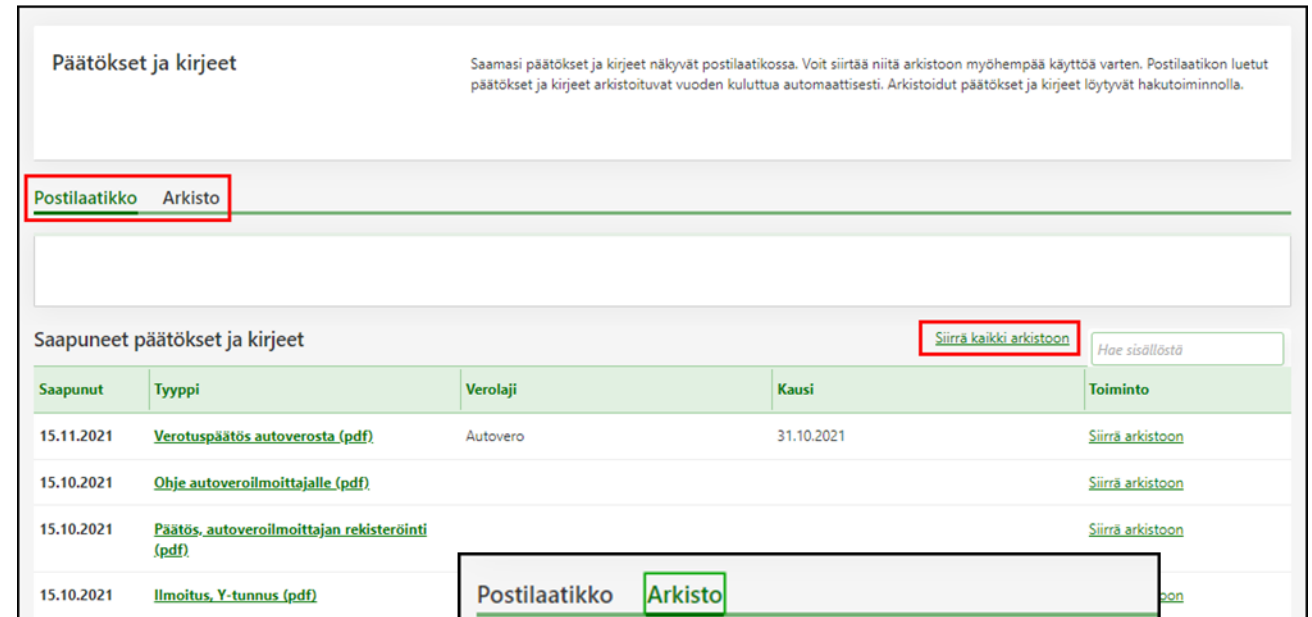 Päätökset ja kirjeet
Saamasi päätökset ja kirjeet näkyvät postilaatikossa. Voit siirtää niitä arkistoon myöhempää käyttöä varten. Postilaatikon luetut
päätökset ja kirjeet arkistoituvat vuoden kuluttua automaattisesti. Arkistoidut päätökset ja kirjeet löytyvät hakutoiminnolla.
Postilaatikko Arkisto
Saapuneet päätökset ja kirjeet Siirrä kaikki arkistoon Hae sisällöstä
Saapunut Tyyppi Verolaji Kausi Toiminto
15.11.2021 Verotuspäätös autoverosta (pdf) Autovero 31.10.2021 Siirrä arkistoon
15.10.2021 Ohje autoveroilmoittajalle (pdf) Siirrä arkistoon
15.10.2021 Päätös, autoveroilmoittajan rekisteröinti Siirrä arkistoon
(pdf)
15.10.2021 Ilmoitus, Y-tunnus (pdf) oon
Postilaatikko Arkisto